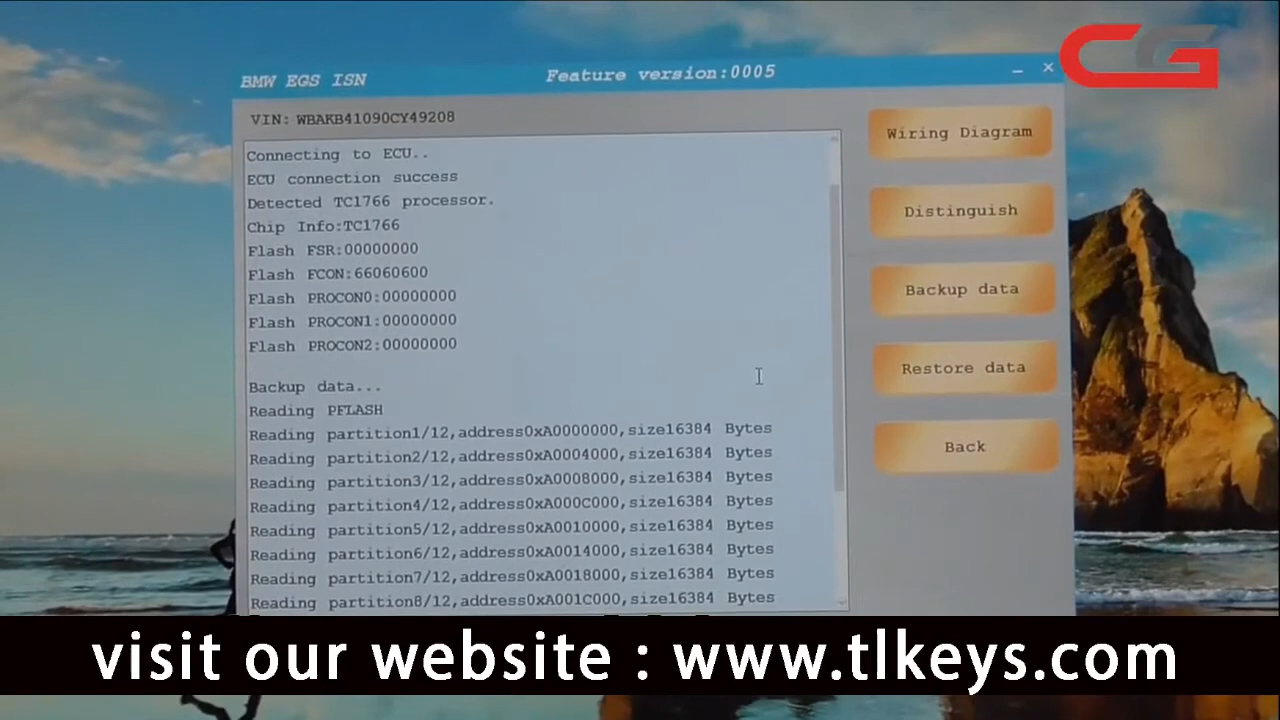 CG
BMW EGS ISN
Feature version:0005
VIN: WBAKB41090CY49208
Connecting to ECU..
ECU connection success
Detected TC1766 processor.
Chip Info:TC1766
Flash FSR:00000000
Flash FCON:66060600
Flash PROCON0:00000000
Flash PROCON1:00000000
Flash PROCON2:00000000
Backup data...
Reading PFLASH
Reading partition1/12,address0xA0000000,size16384 Bytes
Reading partition2/12,address0xA0004000,size16384 Bytes
Reading partition3/12,address0xA0008000,size16384 Bytes
Reading partition4/12,address0xA000C000,size16384 Bytes
Reading partition5/12,address0xA0010000,size16384 Bytes
Reading partition6/12,address0xA0014000,size16384 Bytes
Reading partition7/12,address0xA0018000,size16384 Bytes
Reading partition8/12,address0xA001C000,size16384 Bytes
Wiring Diagram
Distinguish
Backup data
Restore data
Back
visit our website : www.tlkeys.com